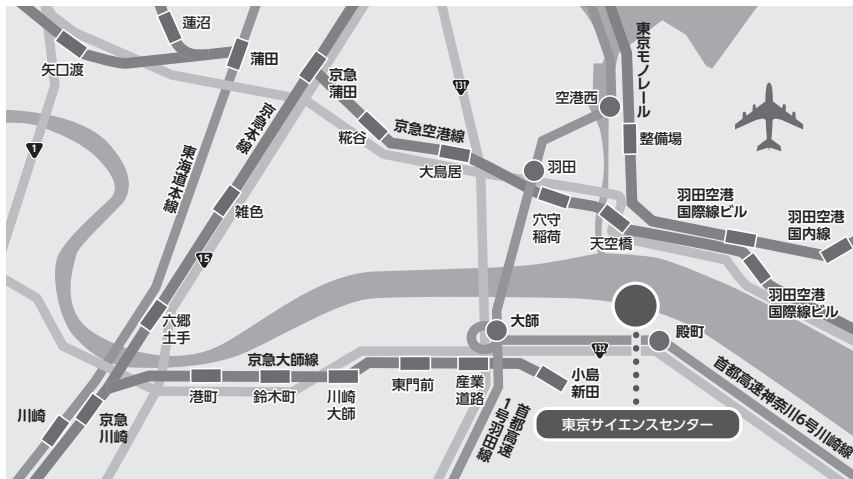 蓮沼
矢口渡
蒲田
京急
蒲田
131
東京モノレール
空港西
整備場
1
東海道本線
京急本線
糀谷
京急空港線
大鳥居
羽田
雑色
穴守
稲荷
天空橋
羽田空港
国際線ビル
羽田空港
国内線
15
羽田空港
国際線ビル
六郷
土手
大師
殿町
132
京急大師線
港町
鈴木町
川崎
大師
東門前
産業
道路
小島
新田
川崎
京急
川崎
首都高速
1号羽田線
首都高速神奈川6号川崎線
東京サイエンスセンター